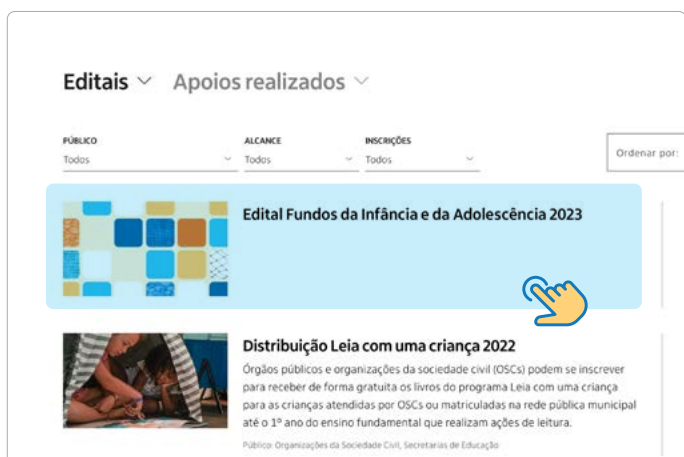 Editais Apoios realizados
PÚBLICO ALCANCE INSCRIÇÕES
Todos Todos Todos Ordenar por:
Edital Fundos da Infância e da Adolescência 2023
Distribuição Leia com uma criança 2022
Órgãos públicos e organizações da sociedade civil (OSCs) podem se inscrever
para receber de forma gratuita os livros do programa Leia com uma criança
para as crianças atendidas por OSCs ou matriculadas na rede pública municipal
até o 1º ano do ensino fundamental que realizam ações de leitura.
Público: Organizações da Sociedade Civil, Secretarias de Educação